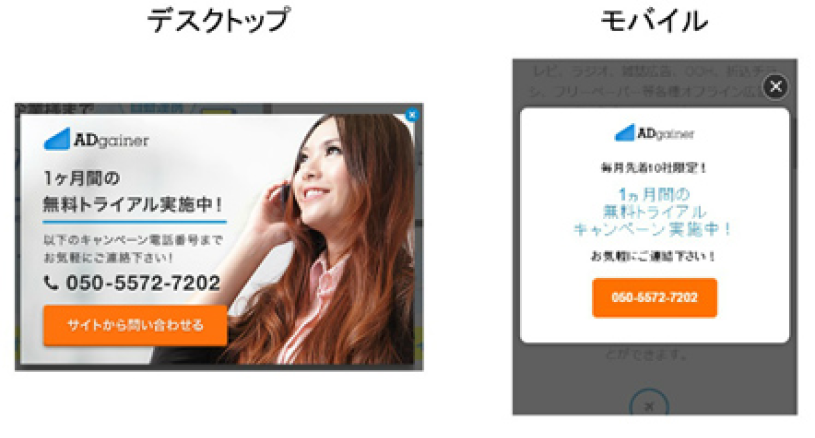 デスクトップ
モバイル
企業様まで
ADgainer
1ヶ月間の
無料トライアル実施中!
以下のキャンペーン電話番号まで
お気軽にご連絡下さい!
050-5572-7202
サイトから問い合わせる
レビ、ラジオ、雑誌広告、OOH、折込チラ
シ、フリーペーパー等各種オフライン広
ADgainer
毎月先着10社限定!
1ヵ月間の
無料トライアル
キャンペーン実施中!
お気軽にご連絡下さい!
050-5572-7202
とができます。